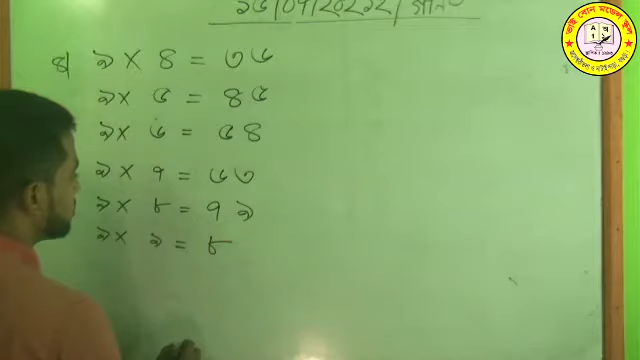 ৪) ৯ × ৪ = ৩৬
৯ × ৫ = ৪৫
৯ × ৬ = ৫৪
৯ × ৭ = ৬৩
৯ × ৮ = ৭২
৯ × ৯ = ৮
ভাই বোন মডেল স্কুল